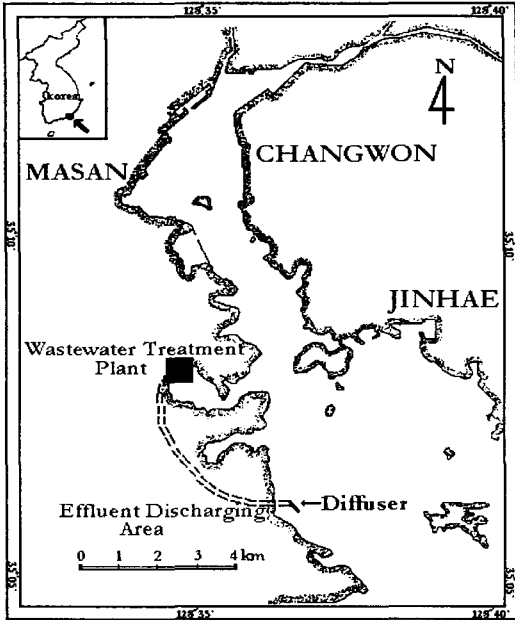 128°35'
128°40'
Korea
N
MASAN
CHANGWON
35°10'
35°10'
JINHAE
Wastewater Treatment
Plant
←Diffuser
Effluent Discharging
Area
0 1 2 3 4 km
35°05'
35°05'
128°35'
128°40'